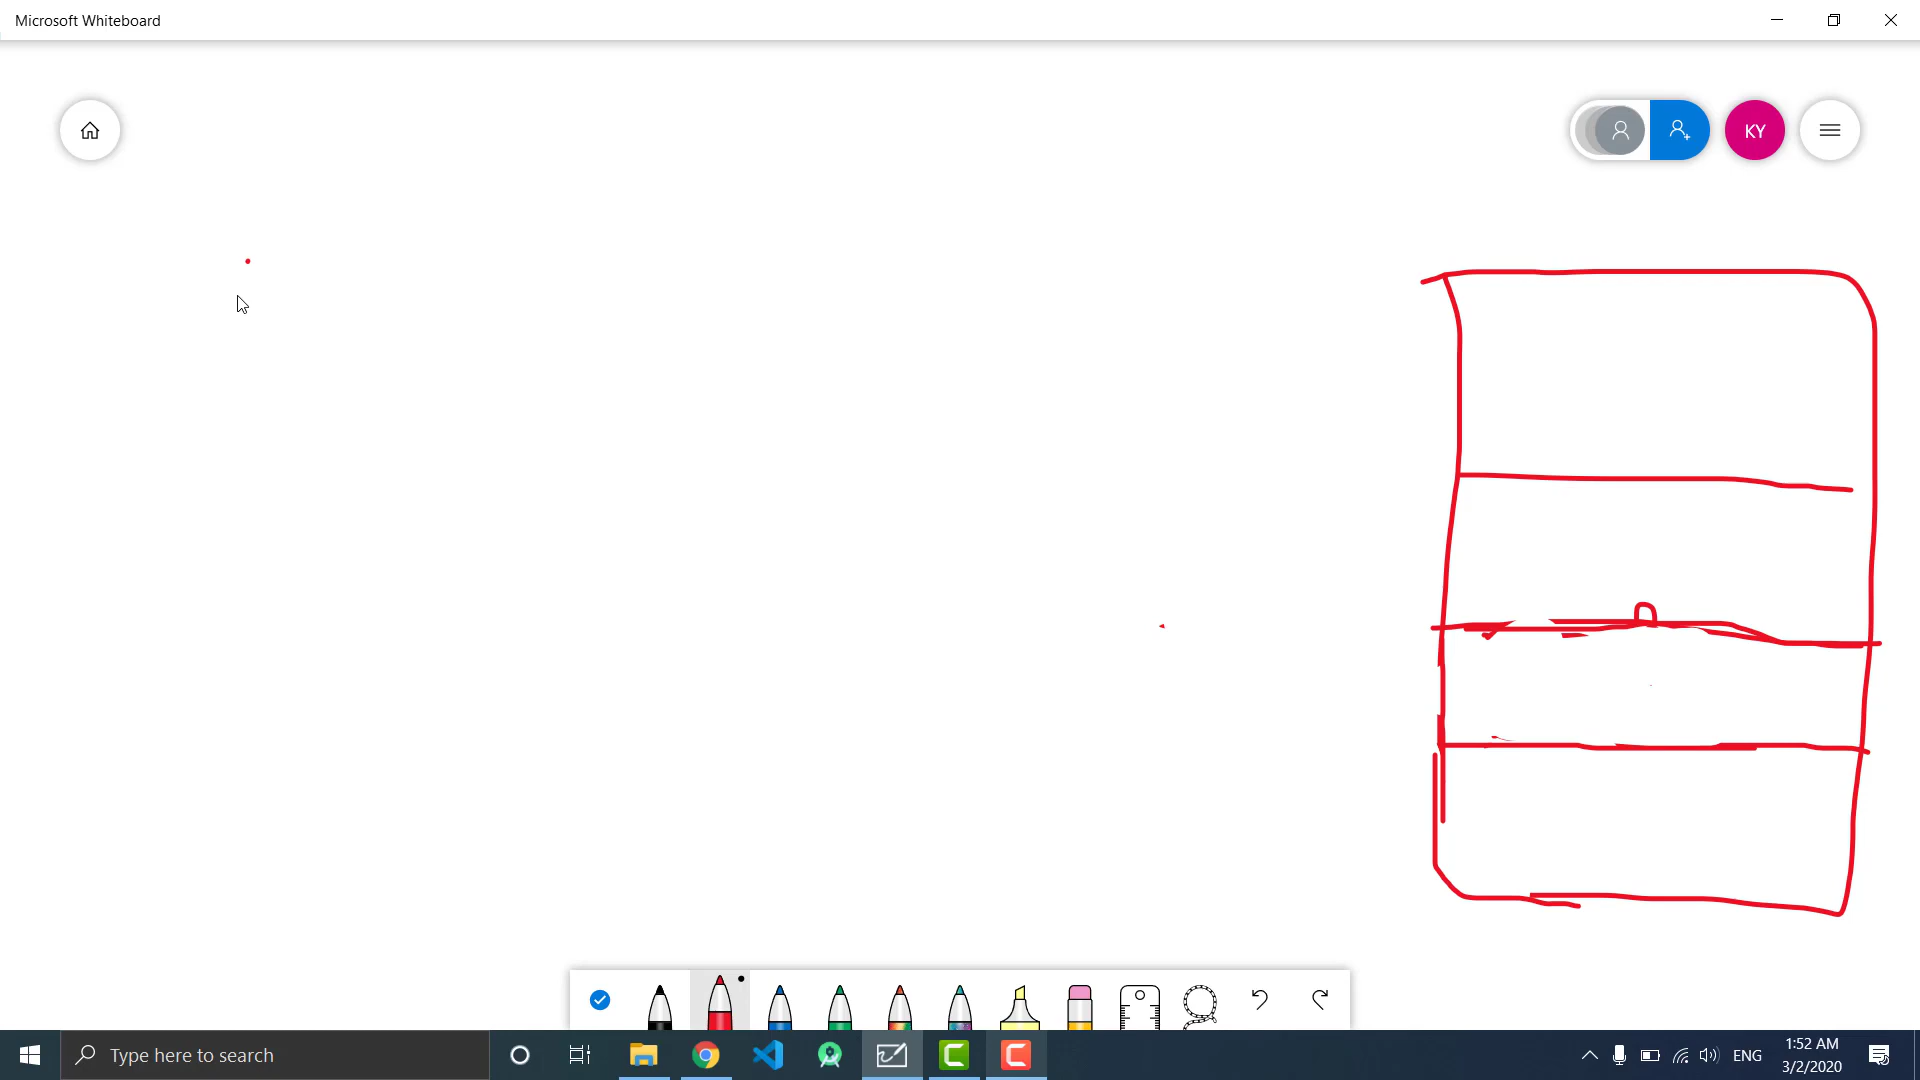 Microsoft Whiteboard
KY
Type here to search
ENG
1:52 AM
3/2/2020